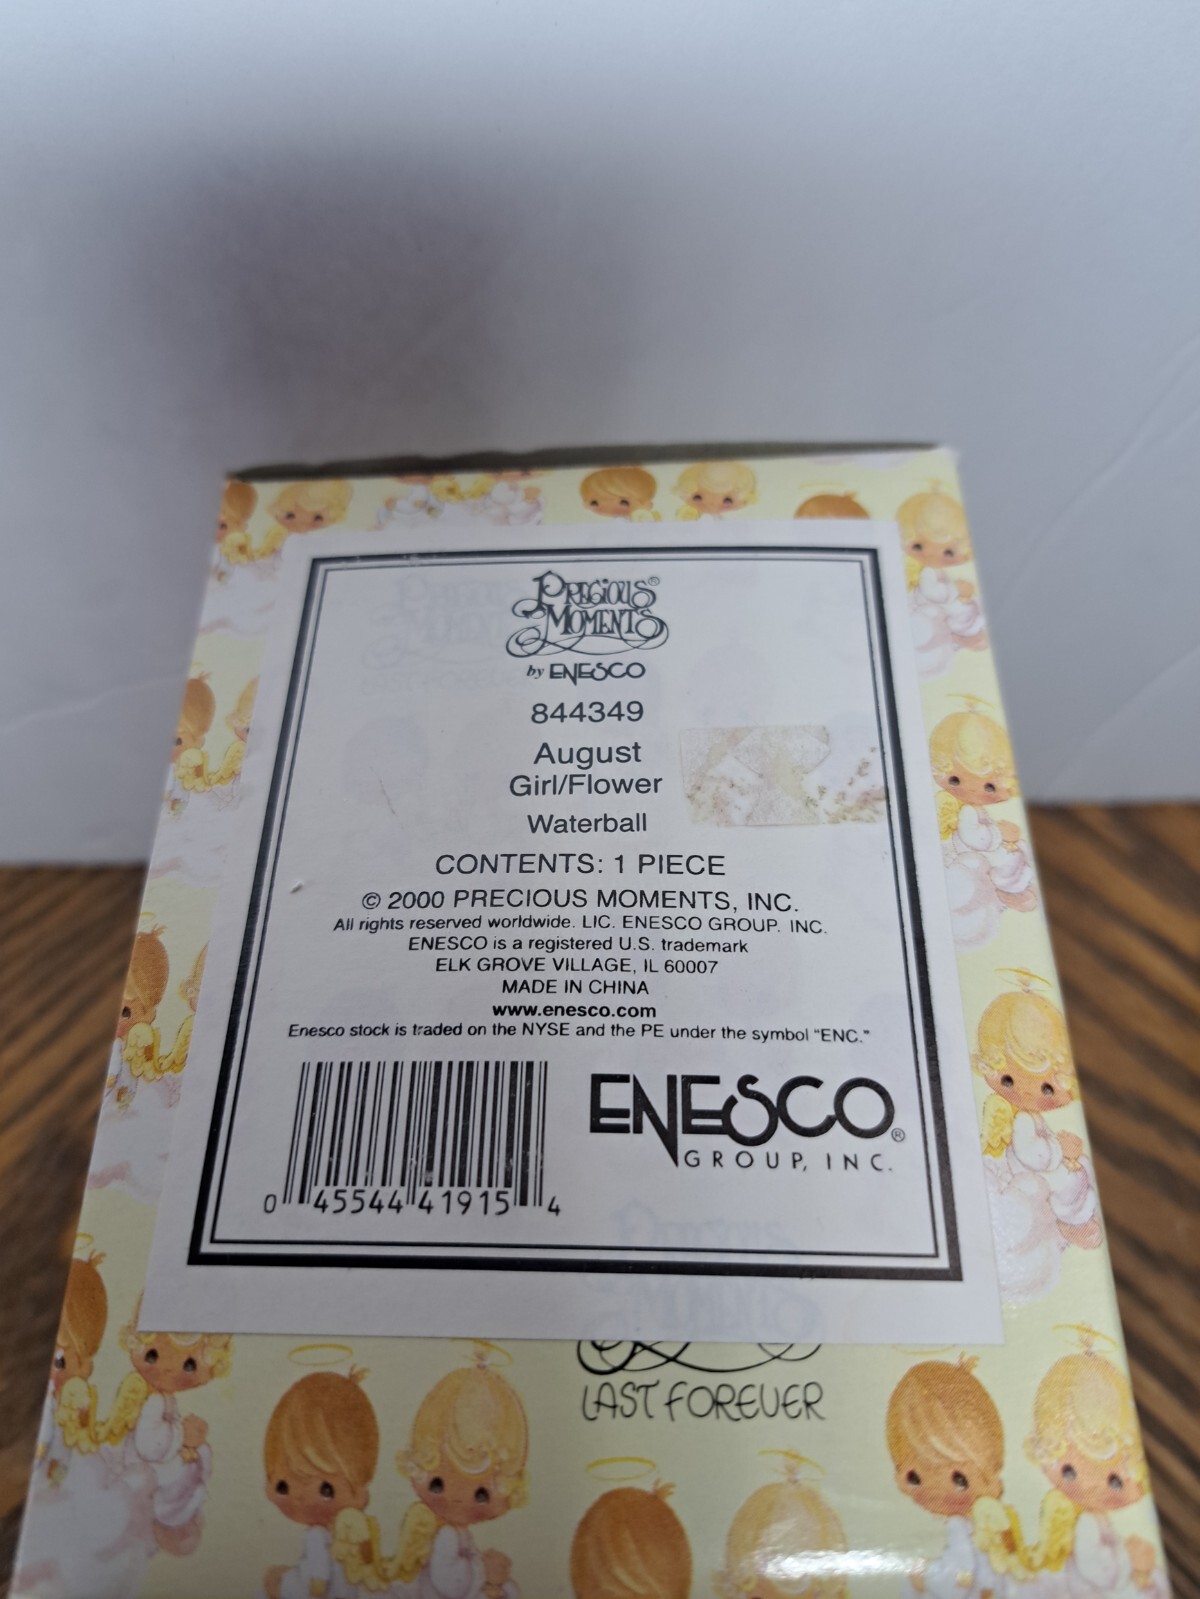 PRECIOUS®
MOMENTS
by ENESCO
844349
August
Girl/Flower
Waterball
CONTENTS: 1 PIECE
© 2000 PRECIOUS MOMENTS, INC.
All rights reserved worldwide. LIC. ENESCO GROUP. INC.
ENESCO is a registered U.S. trademark
ELK GROVE VILLAGE, IL 60007
MADE IN CHINA
www.enesco.com
Enesco stock is traded on the NYSE and the PE under the symbol "ENC."
ENESCO®
GROUP, INC.
0 45544 41915 4
LAST FOREVER